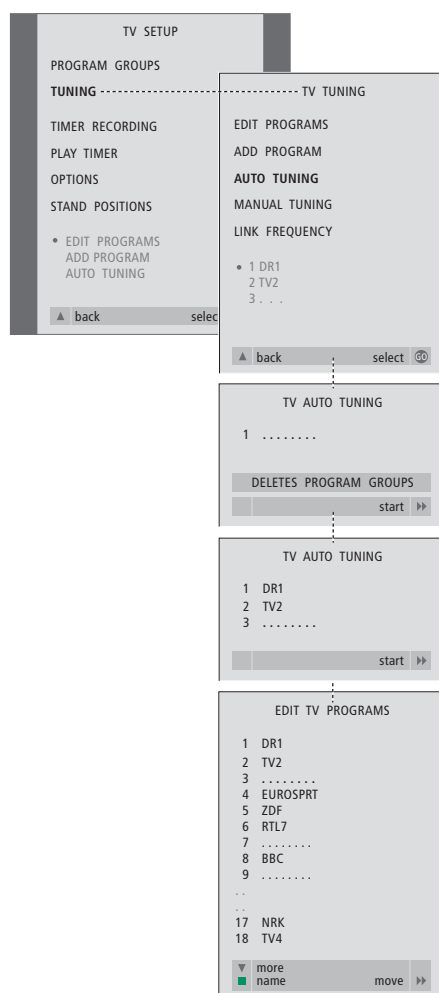 TV SETUP
PROGRAM GROUPS
TUNING
TIMER RECORDING
PLAY TIMER
OPTIONS
STAND POSITIONS
• EDIT PROGRAMS
ADD PROGRAM
AUTO TUNING
▲ back selec
TV TUNING
EDIT PROGRAMS
ADD PROGRAM
AUTO TUNING
MANUAL TUNING
LINK FREQUENCY
• 1 DR1
2 TV2
3 . . .
▲ back select GO
TV AUTO TUNING
1 ........
DELETES PROGRAM GROUPS
start
TV AUTO TUNING
1 DR1
2 TV2
3 ........
start
EDIT TV PROGRAMS
1 DR1
2 TV2
3 ........
4 EUROSPRT
5 ZDF
6 RTL7
7 ........
8 BBC
9 ........
. .
. .
17 NRK
18 TV4
▼ more
name move